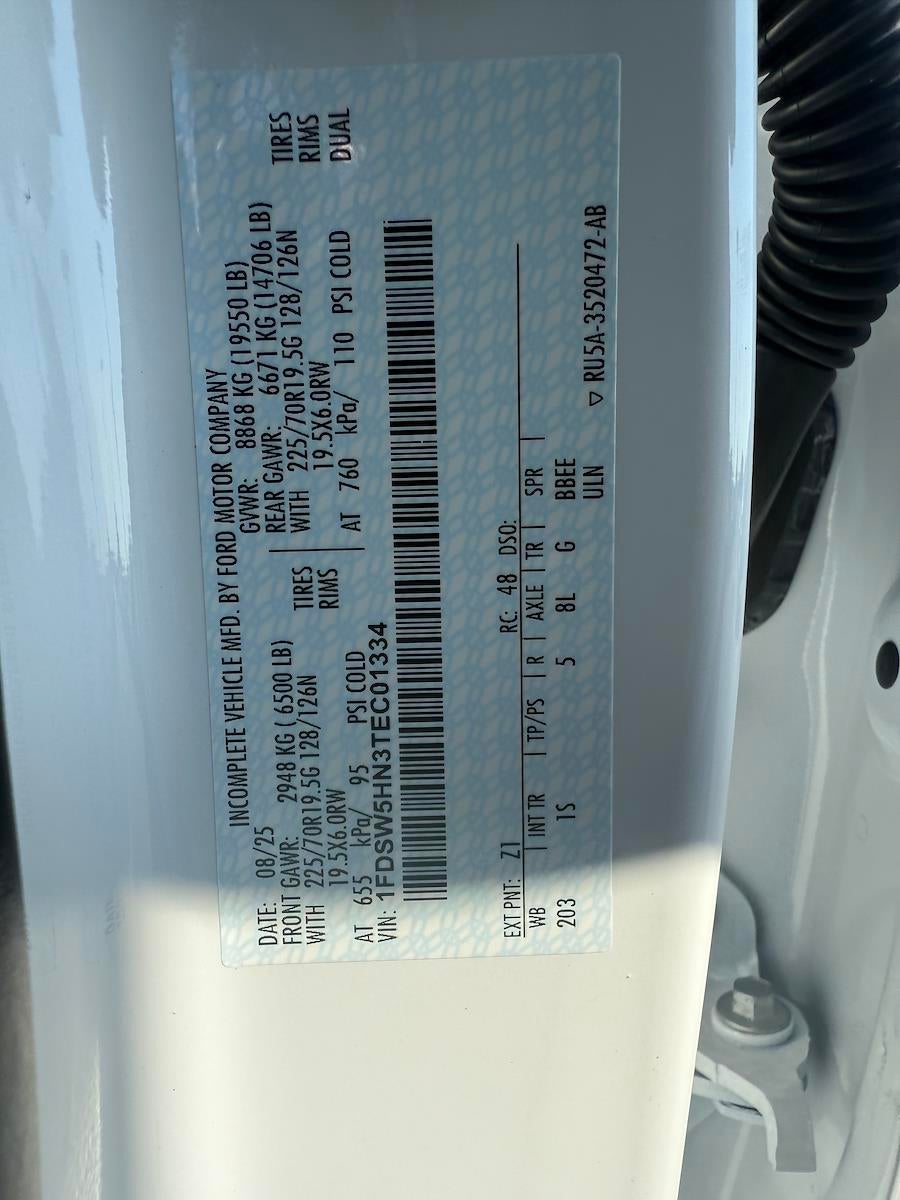 INCOMPLETE VEHICLE MFD. BY FORD MOTOR COMPANY
DATE: 08/25 GVWR: 8868 KG (19550 LB)
FRONT GAWR: 2948 KG ( 6500 LB) REAR GAWR: 6671 KG (14706 LB)
WITH 225/70R19.5G 128/126N TIRES WITH 225/70R19.5G 128/126N TIRES
19.5X6.0RW RIMS 19.5X6.0RW RIMS
AT 655 kPa/ 95 PSI COLD AT 760 kPa/ 110 PSI COLD DUAL
VIN: 1FDSW5HN3TEC01334
EXT PNT: Z1 RC: 48 DSO:
WB INT TR TP/PS R AXLE TR SPR
203 1S 5 8L G BBEE
ULN
▽ RU5A-3520472-AB